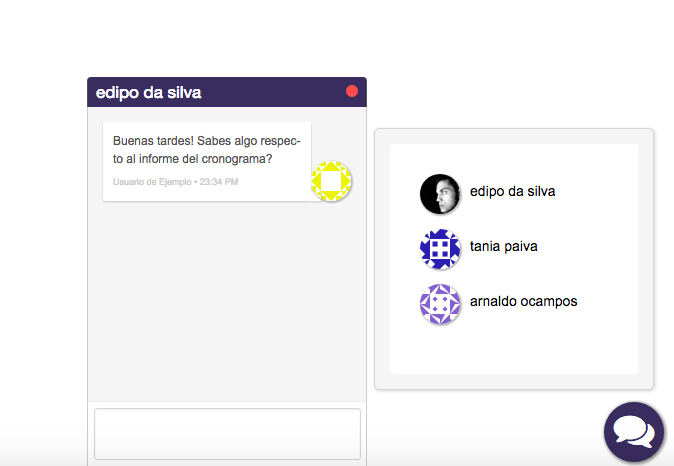 edipo da silva
Buenas tardes! Sabes algo respec-
to al informe del cronograma?
Usuario de Ejemplo • 23:34 PM
edipo da silva
tania paiva
arnaldo ocampos